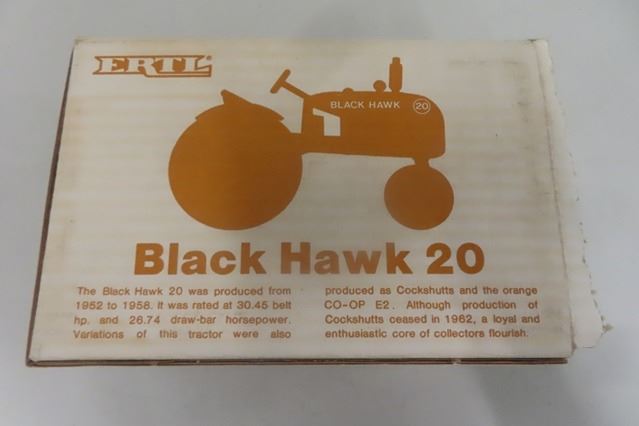 ERTL
BLACK HAWK 20
Black Hawk 20
The Black Hawk 20 was produced from
1952 to 1958. It was rated at 30.45 belt
hp. and 26.74 draw-bar horsepower.
Variations of this tractor were also
produced as Cockshutts and the orange
CO-OP E2. Although production of
Cockshutts ceased in 1962, a loyal and
enthusiastic core of collectors flourish.